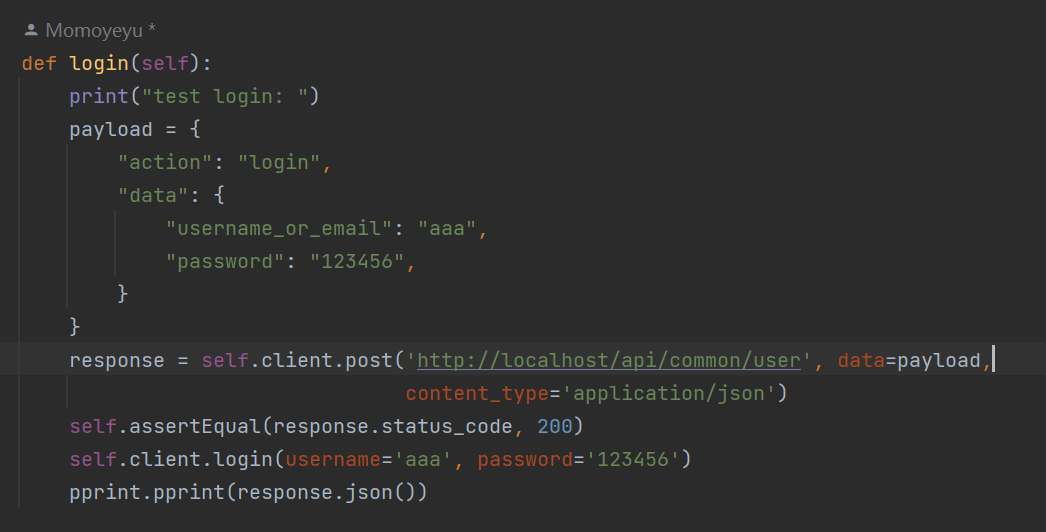 Momoyeyu *
def login(self):
    print("test login: ")
    payload = {
        "action": "login",
        "data": {
            "username_or_email": "aaa",
            "password": "123456",
        }
    }
    response = self.client.post('http://localhost/api/common/user', data=payload,
                                content_type='application/json')
    self.assertEqual(response.status_code, 200)
    self.client.login(username='aaa', password='123456')
    pprint.pprint(response.json())